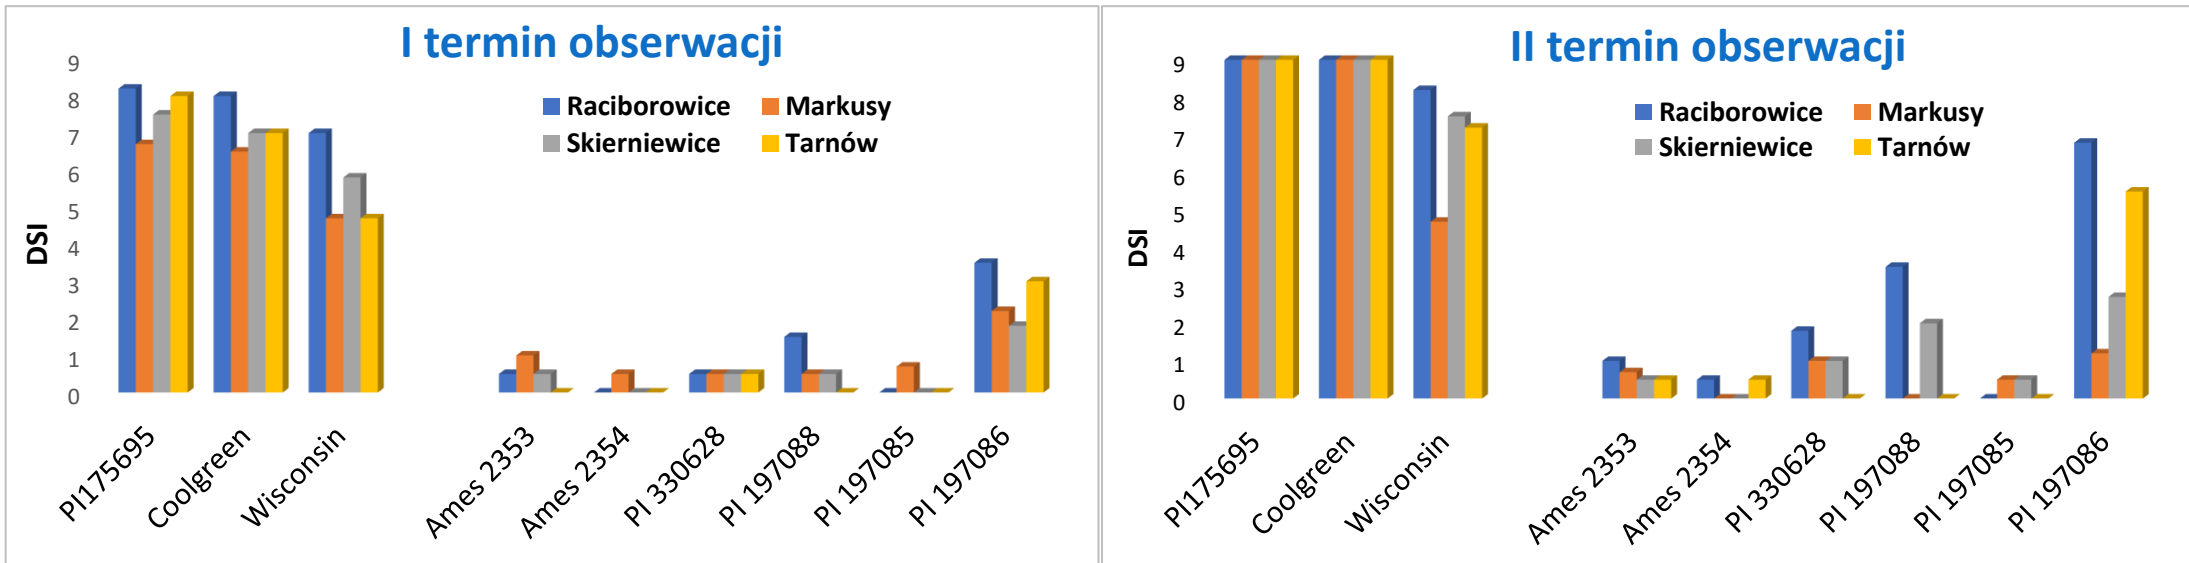 I termin obserwacji
Raciborowice Markusy
Skierniewice Tarnów
DSI
9
8
7
6
5
4
3
2
1
0
PI175695
Coolgreen
Wisconsin
Ames 2353
Ames 2354
PI 330628
PI 197088
PI 197085
PI 197086
II termin obserwacji
Raciborowice Markusy
Skierniewice Tarnów
DSI
9
8
7
6
5
4
3
2
1
0
PI175695
Coolgreen
Wisconsin
Ames 2353
Ames 2354
PI 330628
PI 197088
PI 197085
PI 197086